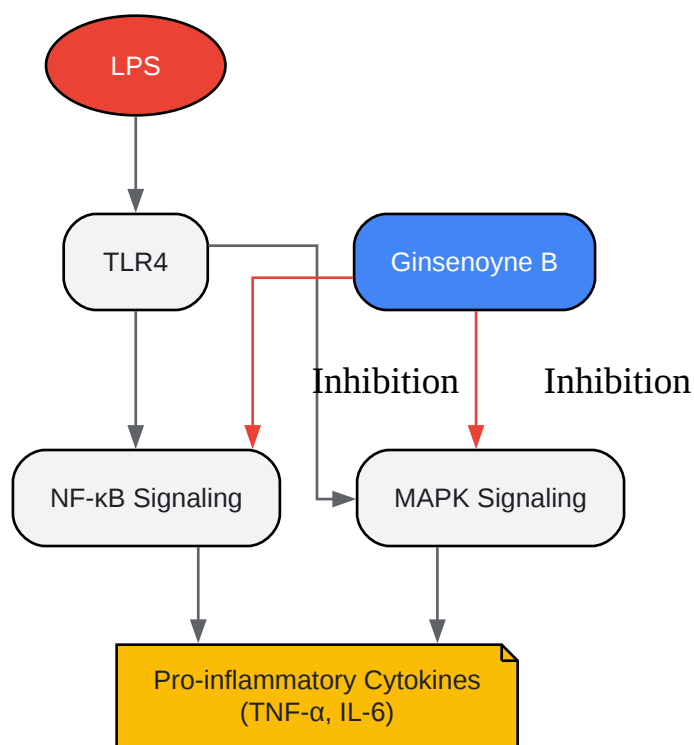 LPS
TLR4
Ginsenoyne B
Inhibition
Inhibition
NF-κB Signaling
MAPK Signaling
Pro-inflammatory Cytokines
(TNF-α, IL-6)